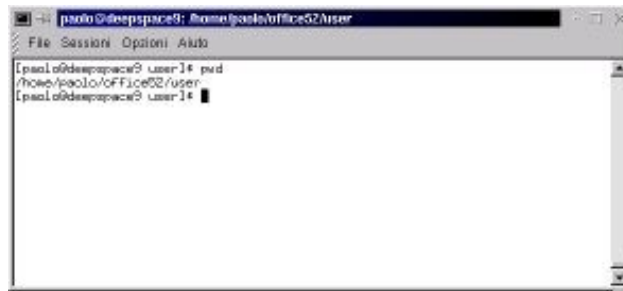 paolo@deepspace9: /home/paolo/office52/user
File Sessioni Opzioni Aiuto
[paolo@deepspace9 user]$ pwd
/home/paolo/office52/user
[paolo@deepspace9 user]$